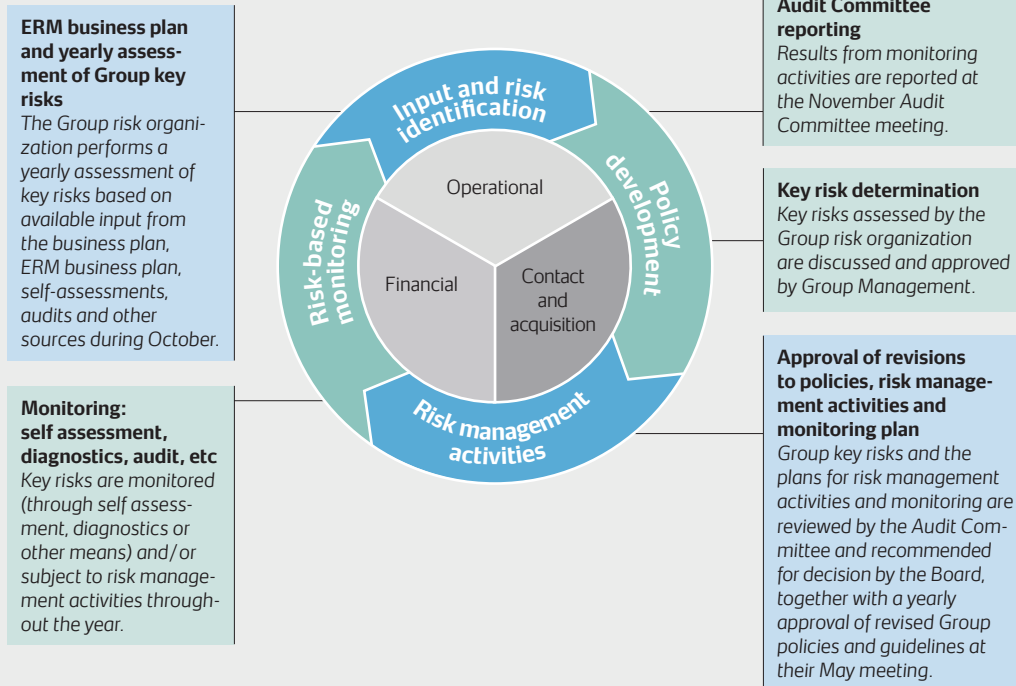 ERM business plan
and yearly assess-
ment of Group key
risks
The Group risk organi-
zation performs a
yearly assessment of
key risks based on
available input from
the business plan,
ERM business plan,
self-assessments,
audits and other
sources during October.
Monitoring:
self assessment,
diagnostics, audit, etc
Key risks are monitored
(through self assess-
ment, diagnostics or
other means) and/or
subject to risk manage-
ment activities through-
out the year.
Input and risk
identification
Policy
development
Risk management
activities
Risk-based
monitoring
Operational
Financial
Contact
and
acquisition
Audit Committee
reporting
Results from monitoring
activities are reported at
the November Audit
Committee meeting.
Key risk determination
Key risks assessed by the
Group risk organization
are discussed and approved
by Group Management.
Approval of revisions
to policies, risk manage-
ment activities and
monitoring plan
Group key risks and the
plans for risk management
activities and monitoring are
reviewed by the Audit Com-
mittee and recommended
for decision by the Board,
together with a yearly
approval of revised Group
policies and guidelines at
their May meeting.